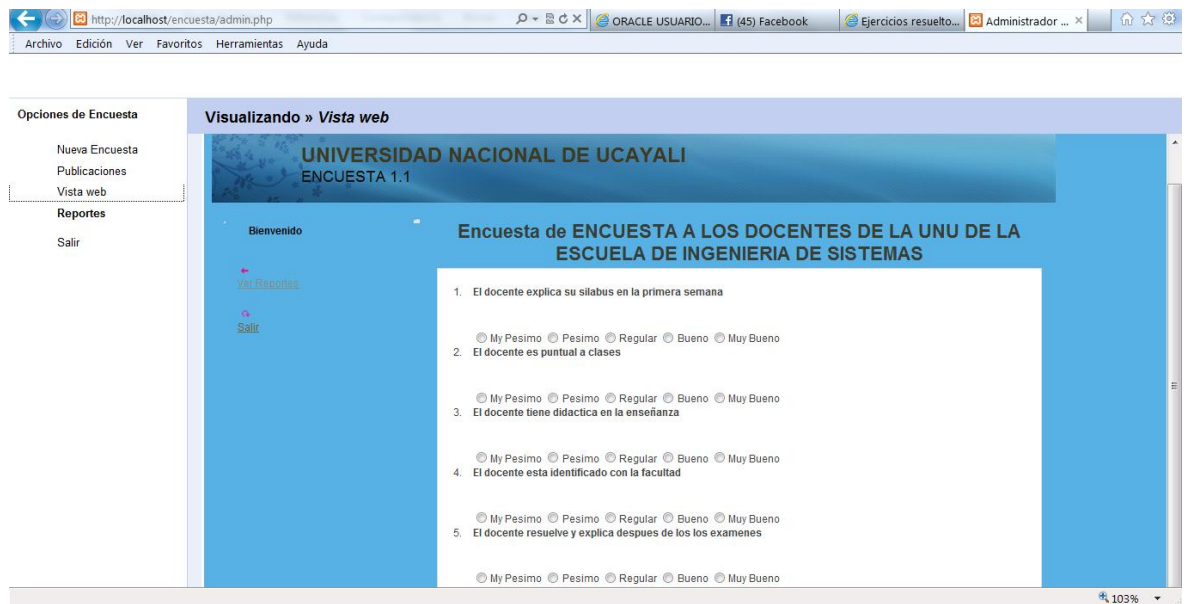 http://localhost/encuesta/admin.php
ORACLE USUARIO...
(45) Facebook
Ejercicios resuelto...
Administrador ...
Archivo Edición Ver Favoritos Herramientas Ayuda
Opciones de Encuesta
Nueva Encuesta
Publicaciones
Vista web
Reportes
Salir
Visualizando » Vista web
UNIVERSIDAD NACIONAL DE UCAYALI
ENCUESTA 1.1
Bienvenido
Ver Reportes
Salir
Encuesta de ENCUESTA A LOS DOCENTES DE LA UNU DE LA
ESCUELA DE INGENIERIA DE SISTEMAS
1. El docente explica su silabus en la primera semana
My Pesimo Pesimo Regular Bueno Muy Bueno
2. El docente es puntual a clases
My Pesimo Pesimo Regular Bueno Muy Bueno
3. El docente tiene didactica en la enseñanza
My Pesimo Pesimo Regular Bueno Muy Bueno
4. El docente esta identificado con la facultad
My Pesimo Pesimo Regular Bueno Muy Bueno
5. El docente resuelve y explica despues de los los examenes
My Pesimo Pesimo Regular Bueno Muy Bueno
103%